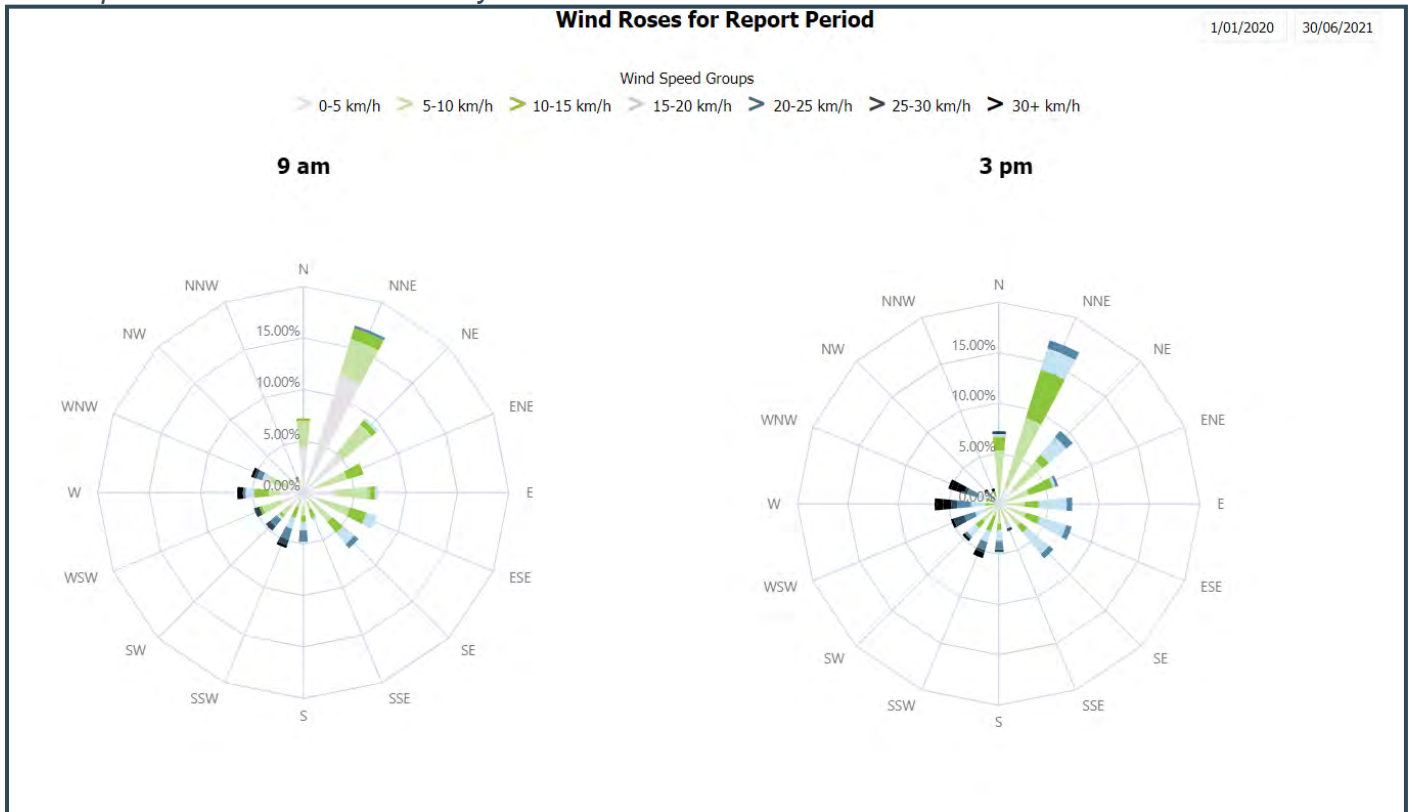 Wind Roses for Report Period
1/01/2020 30/06/2021
Wind Speed Groups
> 0-5 km/h > 5-10 km/h > 10-15 km/h > 15-20 km/h > 20-25 km/h > 25-30 km/h > 30+ km/h
9 am
N
NNW NNE
NW NE
15.00%
10.00%
WNW ENE
5.00%
0.00%
W E
WSW ESE
SW SE
SSW SSE
S
3 pm
N
NNW NNE
NW NE
15.00%
10.00%
WNW ENE
5.00%
0.00%
W E
WSW ESE
SW SE
SSW SSE
S